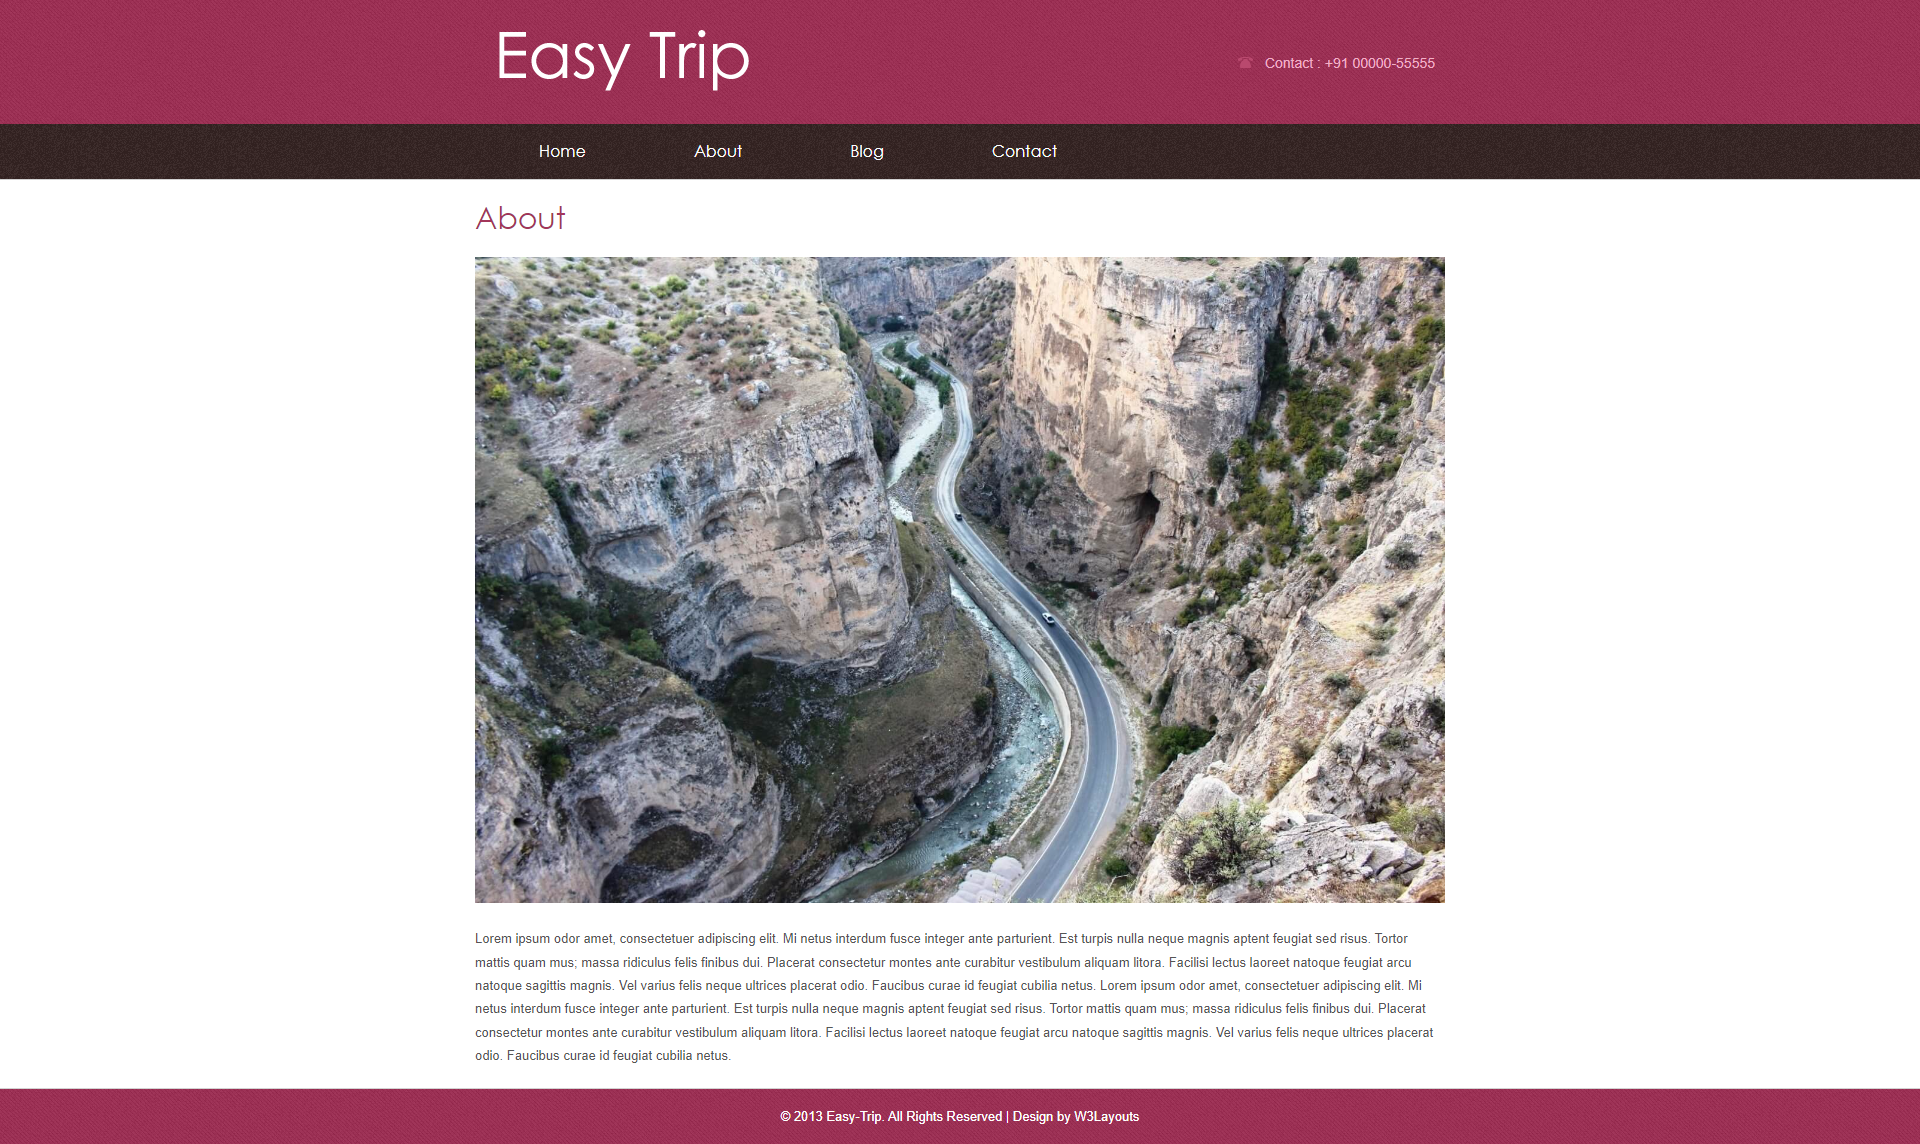 Easy Trip
Contact : +91 00000-55555
Home About Blog Contact
About
Lorem ipsum odor amet, consectetuer adipiscing elit. Mi netus interdum fusce integer ante parturient. Est turpis nulla neque magnis aptent feugiat sed risus. Tortor
mattis quam mus; massa ridiculus felis finibus dui. Placerat consectetur montes ante curabitur vestibulum aliquam litora. Facilisi lectus laoreet natoque feugiat arcu
natoque sagittis magnis. Vel varius felis neque ultrices placerat odio. Faucibus curae id feugiat cubilia netus. Lorem ipsum odor amet, consectetuer adipiscing elit. Mi
netus interdum fusce integer ante parturient. Est turpis nulla neque magnis aptent feugiat sed risus. Tortor mattis quam mus; massa ridiculus felis finibus dui. Placerat
consectetur montes ante curabitur vestibulum aliquam litora. Facilisi lectus laoreet natoque feugiat arcu natoque sagittis magnis. Vel varius felis neque ultrices placerat
odio. Faucibus curae id feugiat cubilia netus.
© 2013 Easy-Trip. All Rights Reserved | Design by W3Layouts